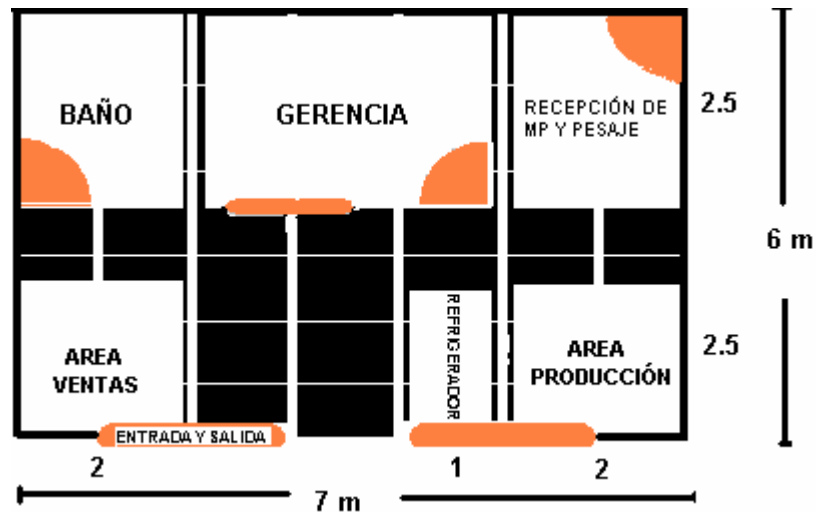 BAÑO
GERENCIA
RECEPCIÓN DE
MP Y PESAJE
2.5
6 m
AREA
VENTAS
REFRIGERADOR
AREA
PRODUCCIÓN
2.5
ENTRADA Y SALIDA
2
1
2
7 m